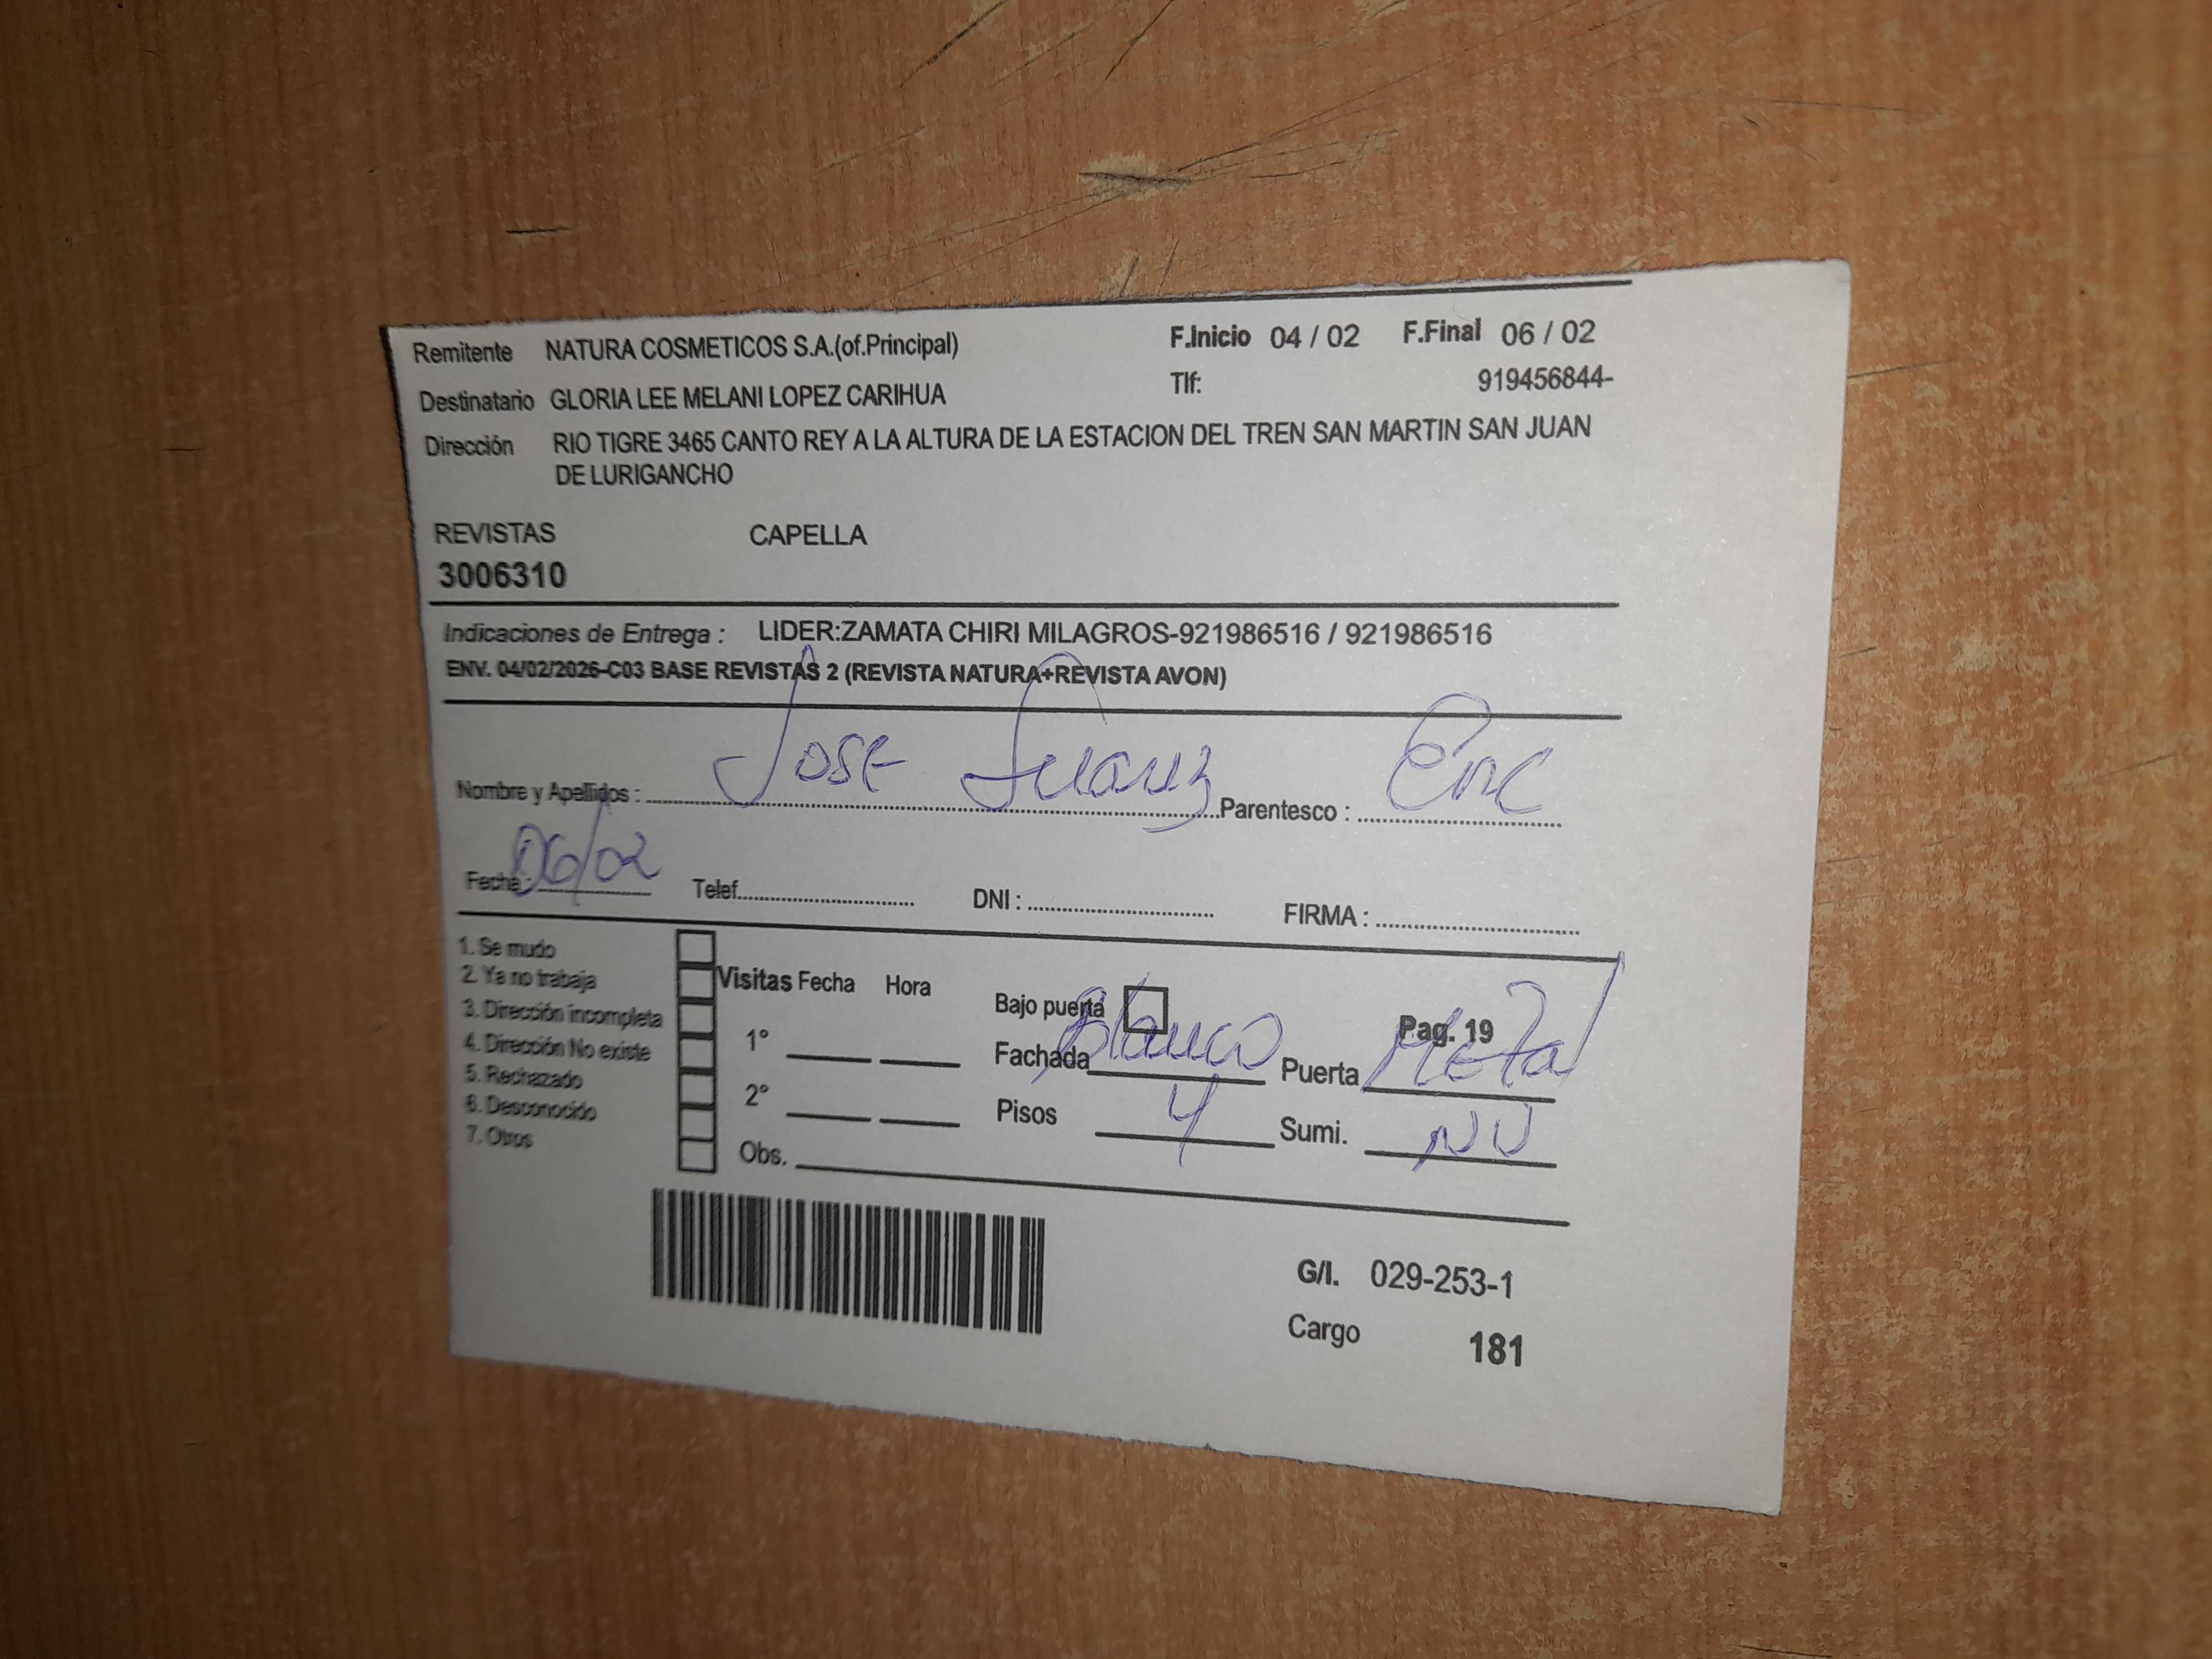 Remitente NATURA COSMETICOS S.A.(of.Principal) F.Inicio 04 / 02 F.Final 06 / 02
Destinatario GLORIA LEE MELANI LOPEZ CARIHUA Tlf: 919456844-
Dirección RIO TIGRE 3465 CANTO REY A LA ALTURA DE LA ESTACION DEL TREN SAN MARTIN SAN JUAN
DE LURIGANCHO
REVISTAS CAPELLA
3006310
Indicaciones de Entrega : LIDER:ZAMATA CHIRI MILAGROS-921986516 / 921986516
ENV. 04/02/2026-C03 BASE REVISTAS 2 (REVISTA NATURA+REVISTA AVON)
Nombre y Apellidos : Jose Suarez Parentesco : Enc
Fecha : 06/02 Telef. DNI : FIRMA :
1. Se mudo
2. Ya no trabaja
3. Dirección incompleta
4. Dirección No existe
5. Rechazado
6. Desconocido
7. Otros
Visitas Fecha Hora
1°
2°
Obs.
Bajo puerta Pag. 19
Fachada Blanco Puerta Metal
Pisos 4 Sumi. NV
G/I. 029-253-1
Cargo 181